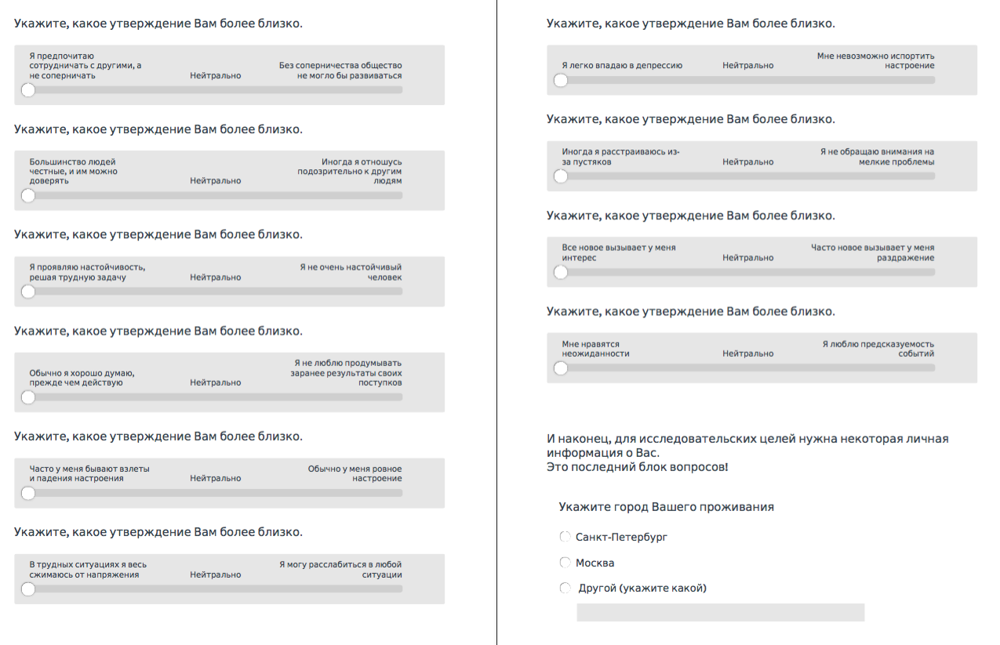 Укажите, какое утверждение Вам более близко.
Я предпочитаю
сотрудничать с другими, а
не соперничать
Нейтрально
Без соперничества общество
не могло бы развиваться
Укажите, какое утверждение Вам более близко.
Большинство людей
честные, и им можно
доверять
Нейтрально
Иногда я отношусь
подозрительно к другим
людям
Укажите, какое утверждение Вам более близко.
Я проявляю настойчивость,
решая трудную задачу
Нейтрально
Я не очень настойчивый
человек
Укажите, какое утверждение Вам более близко.
Обычно я хорошо думаю,
прежде чем действую
Нейтрально
Я не люблю продумывать
заранее результаты своих
поступков
Укажите, какое утверждение Вам более близко.
Часто у меня бывают взлеты
и падения настроения
Нейтрально
Обычно у меня ровное
настроение
Укажите, какое утверждение Вам более близко.
В трудных ситуациях я весь
сжимаюсь от напряжения
Нейтрально
Я могу расслабиться в любой
ситуации
Укажите, какое утверждение Вам более близко.
Я легко впадаю в депрессию
Нейтрально
Мне невозможно испортить
настроение
Укажите, какое утверждение Вам более близко.
Иногда я расстраиваюсь из-
за пустяков
Нейтрально
Я не обращаю внимания на
мелкие проблемы
Укажите, какое утверждение Вам более близко.
Все новое вызывает у меня
интерес
Нейтрально
Часто новое вызывает у меня
раздражение
Укажите, какое утверждение Вам более близко.
Мне нравятся
неожиданности
Нейтрально
Я люблю предсказуемость
событий
И наконец, для исследовательских целей нужна некоторая личная
информация о Вас.
Это последний блок вопросов!
Укажите город Вашего проживания
Санкт-Петербург
Москва
Другой (укажите какой)